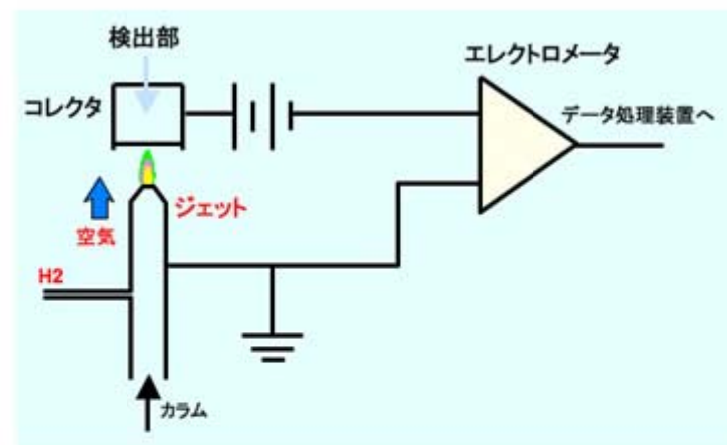 検出部
エレクトロメータ
コレクタ
データ処理装置へ
ジェット
空気
H2
カラム